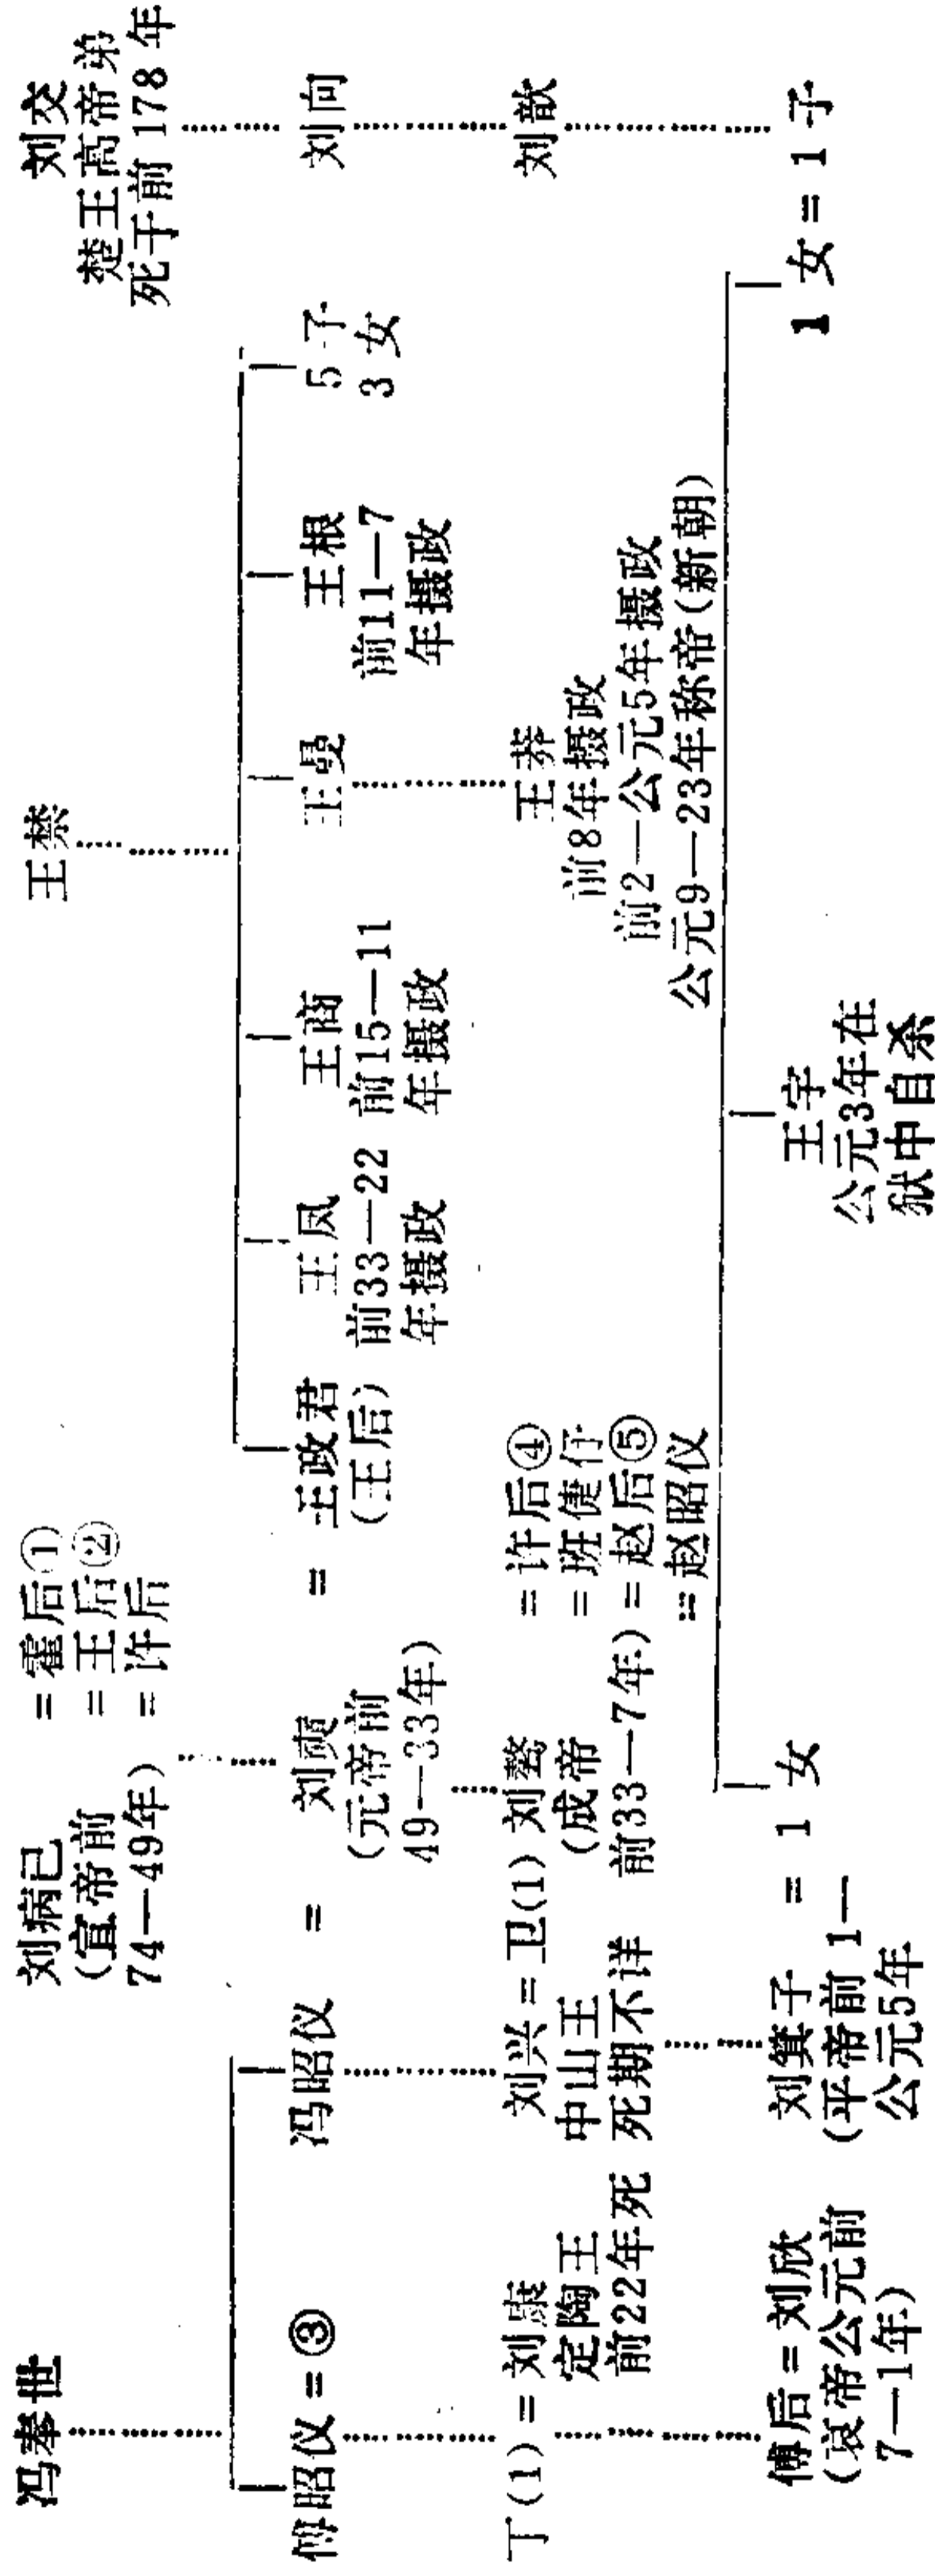 冯奉世
刘病已
(宣帝前
74—49年)
=霍后①
=王后②
=许后
王禁
刘交
楚王高帝弟
死于前178年
傅昭仪=③
冯昭仪
=
刘奭
(元帝前
49—33年)
=
王政君
(王后)
王凤
前33—22
年摄政
王商
前15—11
年摄政
王曼
王根
前11—7
年摄政
5子
3女
刘向
丁(1)=刘康
定陶王
前22年死
刘兴=卫(1)
中山王
死期不详
刘骜
(成帝
前33—7年)
=许后④
=班倢伃
=赵后⑤
=赵昭仪
王莽
前8年摄政
前2—公元5年摄政
公元9—23年称帝(新朝)
刘歆
傅后=刘欣
(哀帝公元前
7—1年)
刘箕子
(平帝前1—
公元5年
=
1女
王宇
公元3年在
狱中自杀
1女=1子